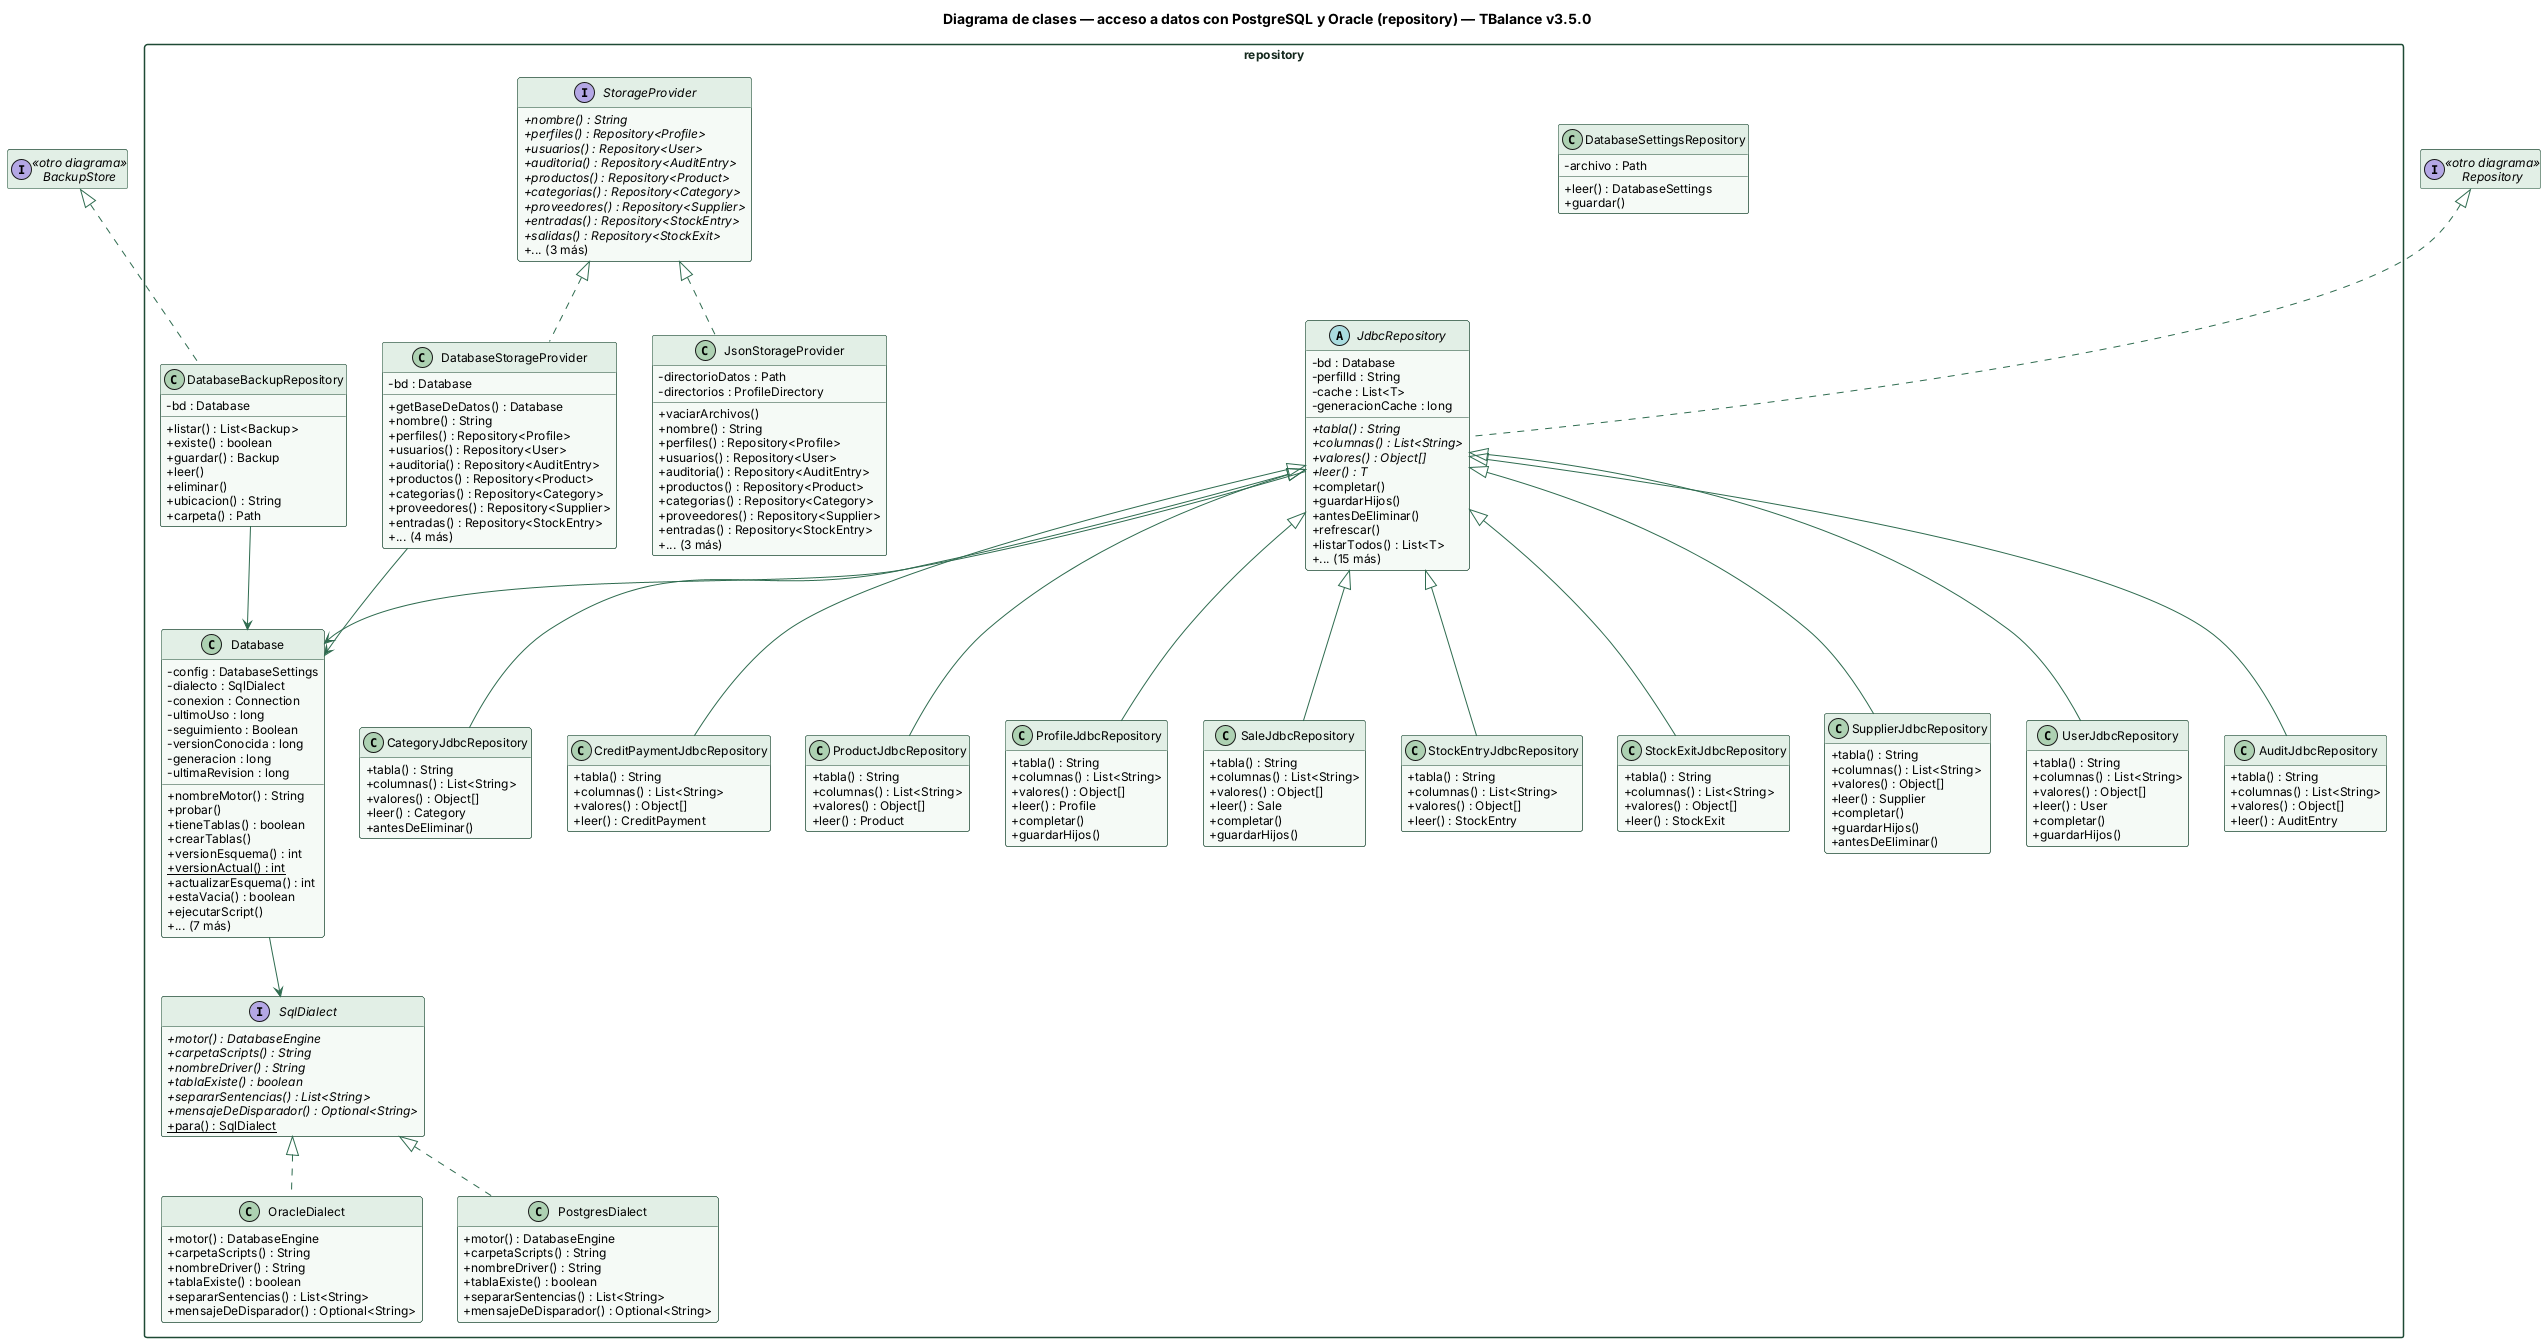 Diagrama de clases — acceso a datos con PostgreSQL y Oracle (repository) — TBalance v3.5.0
repository
I StorageProvider
+nombre() : String
+perfiles() : Repository<Profile>
+usuarios() : Repository<User>
+auditoria() : Repository<AuditEntry>
+productos() : Repository<Product>
+categorias() : Repository<Category>
+proveedores() : Repository<Supplier>
+entradas() : Repository<StockEntry>
+salidas() : Repository<StockExit>
+... (3 más)
C DatabaseSettingsRepository
-archivo : Path
+leer() : DatabaseSettings
+guardar()
I «otro diagrama»
BackupStore
I «otro diagrama»
Repository
C DatabaseBackupRepository
-bd : Database
+listar() : List<Backup>
+existe() : boolean
+guardar() : Backup
+leer()
+eliminar()
+ubicacion() : String
+carpeta() : Path
C DatabaseStorageProvider
-bd : Database
+getBaseDeDatos() : Database
+nombre() : String
+perfiles() : Repository<Profile>
+usuarios() : Repository<User>
+auditoria() : Repository<AuditEntry>
+productos() : Repository<Product>
+categorias() : Repository<Category>
+proveedores() : Repository<Supplier>
+entradas() : Repository<StockEntry>
+... (4 más)
C JsonStorageProvider
-directorioDatos : Path
-directorios : ProfileDirectory
+vaciarArchivos()
+nombre() : String
+perfiles() : Repository<Profile>
+usuarios() : Repository<User>
+auditoria() : Repository<AuditEntry>
+productos() : Repository<Product>
+categorias() : Repository<Category>
+proveedores() : Repository<Supplier>
+entradas() : Repository<StockEntry>
+... (3 más)
A JdbcRepository
-bd : Database
-perfilId : String
-cache : List<T>
-generacionCache : long
+tabla() : String
+columnas() : List<String>
+valores() : Object[]
+leer() : T
+completar()
+guardarHijos()
+antesDeEliminar()
+refrescar()
+listarTodos() : List<T>
+... (15 más)
C Database
-config : DatabaseSettings
-dialecto : SqlDialect
-conexion : Connection
-ultimoUso : long
-seguimiento : Boolean
-versionConocida : long
-generacion : long
-ultimaRevision : long
+nombreMotor() : String
+probar()
+tieneTablas() : boolean
+crearTablas()
+versionEsquema() : int
+versionActual() : int
+actualizarEsquema() : int
+estaVacia() : boolean
+ejecutarScript()
+... (7 más)
C CategoryJdbcRepository
+tabla() : String
+columnas() : List<String>
+valores() : Object[]
+leer() : Category
+antesDeEliminar()
C CreditPaymentJdbcRepository
+tabla() : String
+columnas() : List<String>
+valores() : Object[]
+leer() : CreditPayment
C ProductJdbcRepository
+tabla() : String
+columnas() : List<String>
+valores() : Object[]
+leer() : Product
C ProfileJdbcRepository
+tabla() : String
+columnas() : List<String>
+valores() : Object[]
+leer() : Profile
+completar()
+guardarHijos()
C SaleJdbcRepository
+tabla() : String
+columnas() : List<String>
+valores() : Object[]
+leer() : Sale
+completar()
+guardarHijos()
C StockEntryJdbcRepository
+tabla() : String
+columnas() : List<String>
+valores() : Object[]
+leer() : StockEntry
C StockExitJdbcRepository
+tabla() : String
+columnas() : List<String>
+valores() : Object[]
+leer() : StockExit
C SupplierJdbcRepository
+tabla() : String
+columnas() : List<String>
+valores() : Object[]
+leer() : Supplier
+completar()
+guardarHijos()
+antesDeEliminar()
C UserJdbcRepository
+tabla() : String
+columnas() : List<String>
+valores() : Object[]
+leer() : User
+completar()
+guardarHijos()
C AuditJdbcRepository
+tabla() : String
+columnas() : List<String>
+valores() : Object[]
+leer() : AuditEntry
I SqlDialect
+motor() : DatabaseEngine
+carpetaScripts() : String
+nombreDriver() : String
+tablaExiste() : boolean
+separarSentencias() : List<String>
+mensajeDeDisparador() : Optional<String>
+para() : SqlDialect
C OracleDialect
+motor() : DatabaseEngine
+carpetaScripts() : String
+nombreDriver() : String
+tablaExiste() : boolean
+separarSentencias() : List<String>
+mensajeDeDisparador() : Optional<String>
C PostgresDialect
+motor() : DatabaseEngine
+carpetaScripts() : String
+nombreDriver() : String
+tablaExiste() : boolean
+separarSentencias() : List<String>
+mensajeDeDisparador() : Optional<String>